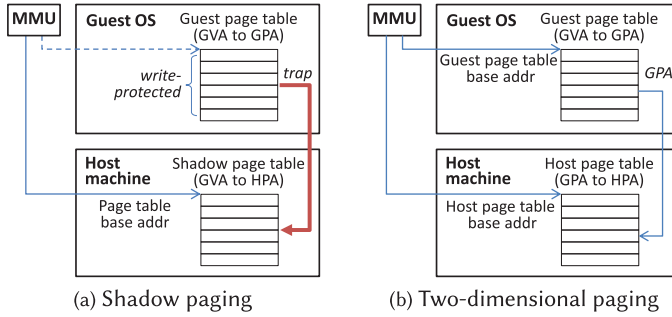 MMU
Guest OS
Guest page table
(GVA to GPA)
write-
protected
trap
Host
machine
Shadow page table
(GVA to HPA)
Page table
base addr
(a) Shadow paging
MMU
Guest OS
Guest page table
(GVA to GPA)
Guest page table
base addr
GPA
Host
machine
Host page table
(GPA to HPA)
Host page table
base addr
(b) Two-dimensional paging